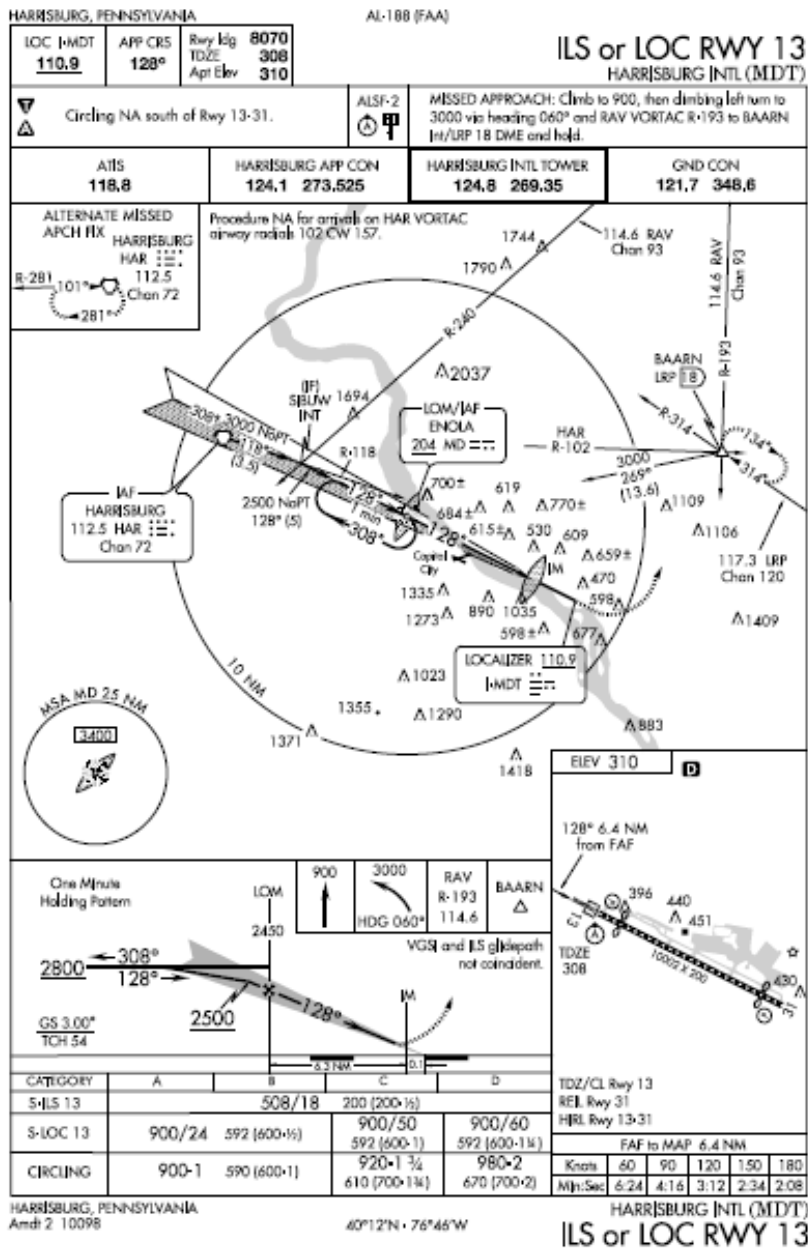 HARRISBURG, PENNSYLVANIA
AL-188 (FAA)
LOC I-MDT
110.9
APP CRS
128°
Rwy ldg 8070
TDZE 308
Apt Elev 310
ILS or LOC RWY 13
HARRISBURG INTL (MDT)
T
A
Circling NA south of Rwy 13-31.
ALSF-2
A
MISSED APPROACH: Climb to 900, then climbing left turn to
3000 via heading 060° and RAV VORTAC R-193 to BAARN
Int/LRP 18 DME and hold.
ATIS
118.8
HARRISBURG APP CON
124.1 273.525
HARRISBURG INTL TOWER
124.8 269.35
GND CON
121.7 348.6
ALTERNATE MISSED
APCH FIX
HARRISBURG
HAR
112.5
Chan 72
R-281
101°
281°
Procedure NA for arrivals on HAR VORTAC
airway radials 102 CW 157.
1744
1790
114.6 RAV
Chan 93
R-240
114.6 RAV
Chan 93
R-193
2037
BAARN
LRP 18
R-314
134°
314°
(IF)
SIBUW
INT
1694
LOM/IAF
ENOLA
204 MD
HAR
R-102
3000
269°
(13.6)
308° 3000 NoPT
118°
(3.5)
R-118
2500 NoPT
128° (5)
128°
1 min
308°
IAF
HARRISBURG
112.5 HAR
Chan 72
700±
684±
619
615±
770±
530
609
659±
1109
1106
117.3 LRP
Chan 120
128°
Capital
City
IM
470
598
1335
1273
890
1035
598±
677
1409
LOCALIZER 110.9
I-MDT
1023
1355
1290
10 NM
1371
883
1418
MSA MD 25 NM
3400
ELEV 310
D
128° 6.4 NM
from FAF
396
440
451
13
A
TDZE
308
10002 X 200
430
31
TDZ/CL Rwy 13
REIL Rwy 31
HIRL Rwy 13-31
One Minute
Holding Pattern
LOM
2450
900
3000
HDG 060°
RAV
R-193
114.6
BAARN
VGSI and ILS glidepath
not coincident.
2800
308°
128°
2500
128°
IM
GS 3.00°
TCH 54
6.3 NM
0.1
CATEGORY A B C D
S-ILS 13 508/18 200 (200-½)
S-LOC 13 900/24 592 (600-½) 900/50 592 (600-1) 900/60 592 (600-1¼)
CIRCLING 900-1 590 (600-1) 920-1 ¾ 610 (700-1¾) 980-2 670 (700-2)
FAF to MAP 6.4 NM
Knots 60 90 120 150 180
Min:Sec 6:24 4:16 3:12 2:34 2:08
HARRISBURG, PENNSYLVANIA
Amdt 2 10098
40°12'N - 76°46'W
HARRISBURG INTL (MDT)
ILS or LOC RWY 13